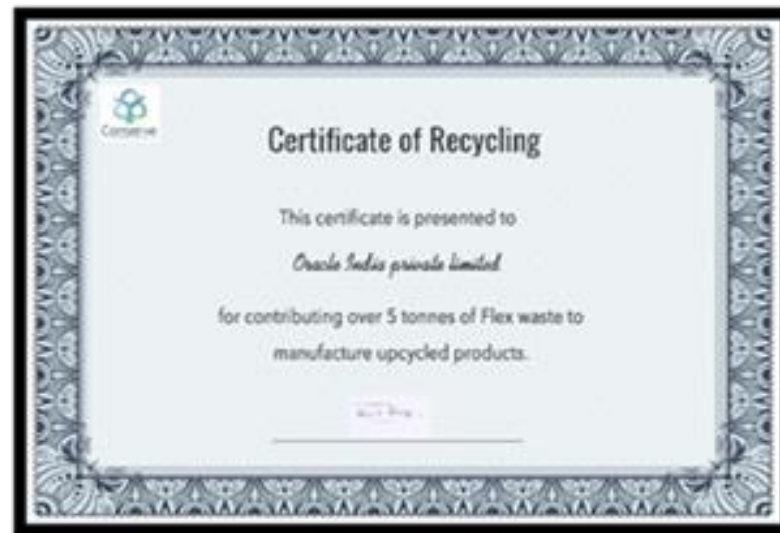 Conserve
Certificate of Recycling
This certificate is presented to
Oracle India private limited
for contributing over 5 tonnes of Flex waste to
manufacture upcycled products.